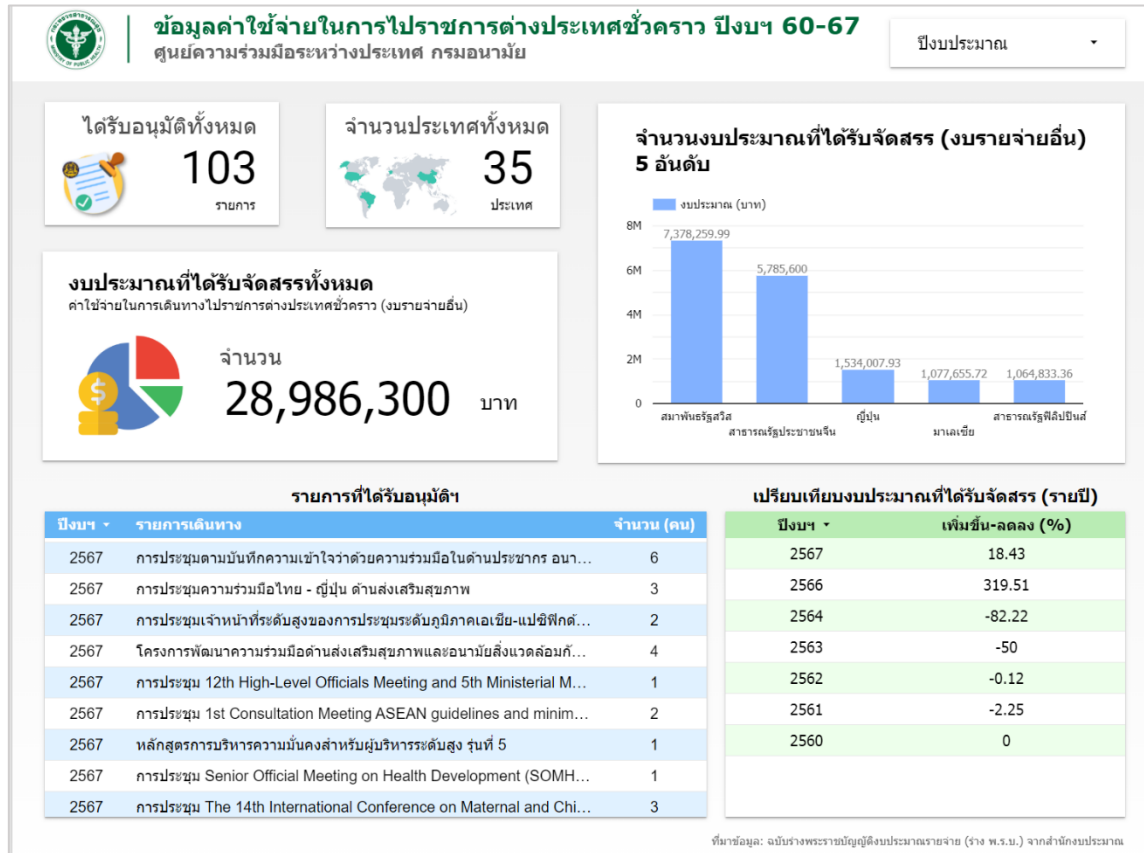 ข้อมูลค่าใช้จ่ายในการไปราชการต่างประเทศชั่วคราว ปีงบฯ 60-67
ศูนย์ความร่วมมือระหว่างประเทศ กรมอนามัย
ปีงบประมาณ
ได้รับอนุมัติทั้งหมด
103
รายการ
จำนวนประเทศทั้งหมด
35
ประเทศ
งบประมาณที่ได้รับจัดสรรทั้งหมด
ค่าใช้จ่ายในการเดินทางไปราชการต่างประเทศชั่วคราว (งบรายจ่ายอื่น)
จำนวน
28,986,300 บาท
จำนวนงบประมาณที่ได้รับจัดสรร (งบรายจ่ายอื่น)
5 อันดับ
งบประมาณ (บาท)
8M
6M
4M
2M
0
7,378,259.99
5,785,600
1,534,007.93
1,077,655.72
1,064,833.36
สมาพันธรัฐสวิส
สาธารณรัฐประชาชนจีน
ญี่ปุ่น
มาเลเซีย
สาธารณรัฐฟิลิปปินส์
รายการที่ได้รับอนุมัติฯ
ปีงบฯ รายการเดินทาง จำนวน (คน)
2567 การประชุมตามบันทึกความเข้าใจว่าด้วยความร่วมมือในด้านประชากร อนา... 6
2567 การประชุมความร่วมมือไทย - ญี่ปุ่น ด้านส่งเสริมสุขภาพ 3
2567 การประชุมเจ้าหน้าที่ระดับสูงของการประชุมระดับภูมิภาคเอเชีย-แปซิฟิกด้... 2
2567 โครงการพัฒนาความร่วมมือด้านส่งเสริมสุขภาพและอนามัยสิ่งแวดล้อมกั... 4
2567 การประชุม 12th High-Level Officials Meeting and 5th Ministerial M... 1
2567 การประชุม 1st Consultation Meeting ASEAN guidelines and minim... 2
2567 หลักสูตรการบริหารความมั่นคงสำหรับผู้บริหารระดับสูง รุ่นที่ 5 1
2567 การประชุม Senior Official Meeting on Health Development (SOMH... 1
2567 การประชุม The 14th International Conference on Maternal and Chi... 3
เปรียบเทียบงบประมาณที่ได้รับจัดสรร (รายปี)
ปีงบฯ เพิ่มขึ้น-ลดลง (%)
2567 18.43
2566 319.51
2564 -82.22
2563 -50
2562 -0.12
2561 -2.25
2560 0
ที่มาข้อมูล: ฉบับร่างพระราชบัญญัติงบประมาณรายจ่าย (ร่าง พ.ร.บ.) จากสำนักงบประมาณ